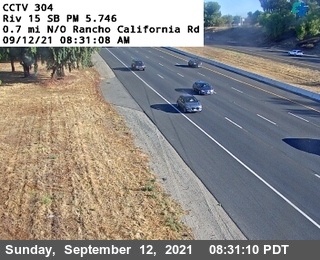 CCTV 304
Riv 15 SB PM 5.746
0.7 mi N/O Rancho California Rd
09/12/21 08:31:08 AM
Sunday, September 12, 2021 08:31:10 PDT